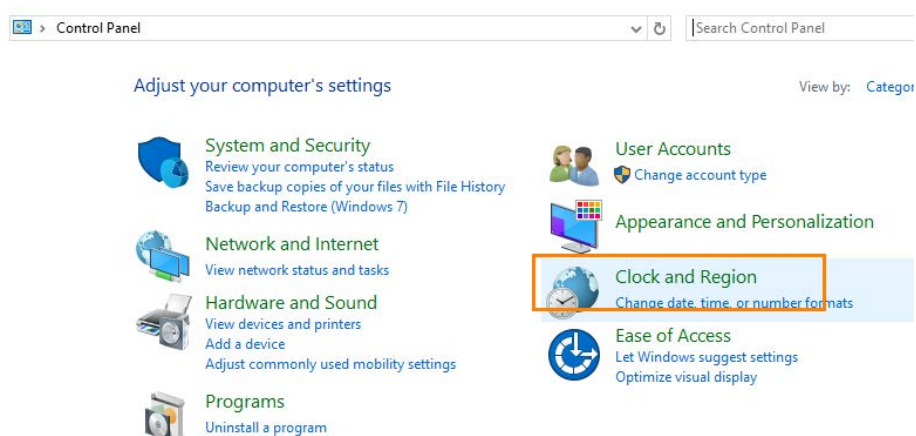 Control Panel
Search Control Panel
Adjust your computer's settings
View by:
System and Security
Review your computer's status
Save backup copies of your files with File History
Backup and Restore (Windows 7)
Network and Internet
View network status and tasks
Hardware and Sound
View devices and printers
Add a device
Adjust commonly used mobility settings
Programs
Uninstall a program
User Accounts
Change account type
Appearance and Personalization
Clock and Region
Change date, time, or number formats
Ease of Access
Let Windows suggest settings
Optimize visual display